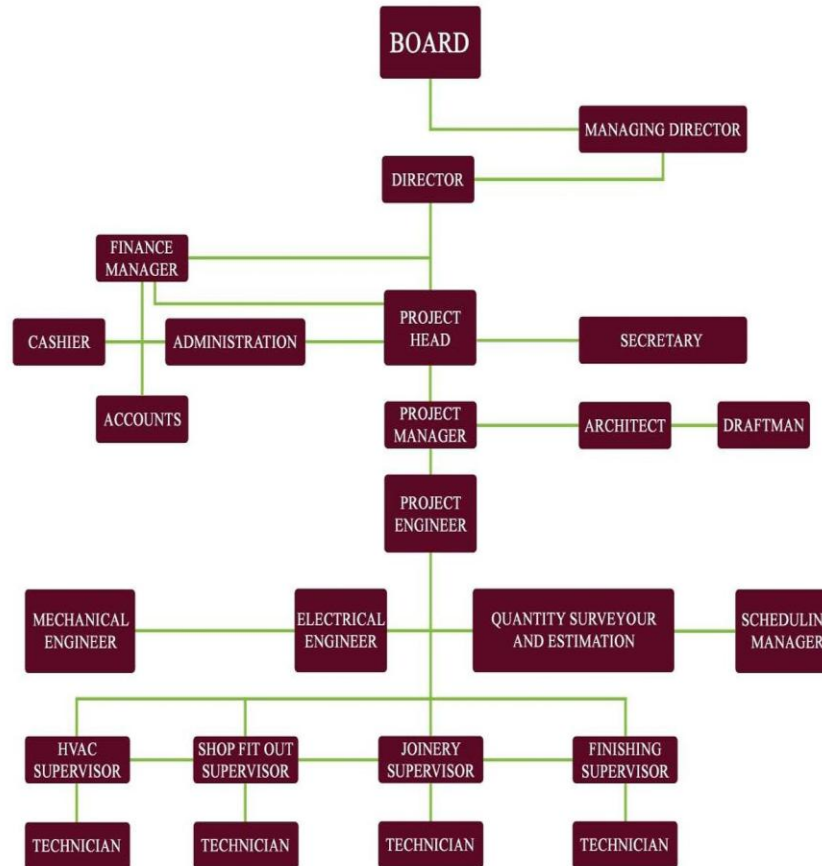 BOARD
MANAGING DIRECTOR
DIRECTOR
FINANCE
MANAGER
PROJECT
HEAD
CASHIER
ADMINISTRATION
SECRETARY
ACCOUNTS
PROJECT
MANAGER
ARCHITECT
DRAFTMAN
PROJECT
ENGINEER
MECHANICAL
ENGINEER
ELECTRICAL
ENGINEER
QUANTITY SURVEYOUR
AND ESTIMATION
SCHEDULIN
MANAGER
HVAC
SUPERVISOR
SHOP FIT OUT
SUPERVISOR
JOINERY
SUPERVISOR
FINISHING
SUPERVISOR
TECHNICIAN
TECHNICIAN
TECHNICIAN
TECHNICIAN